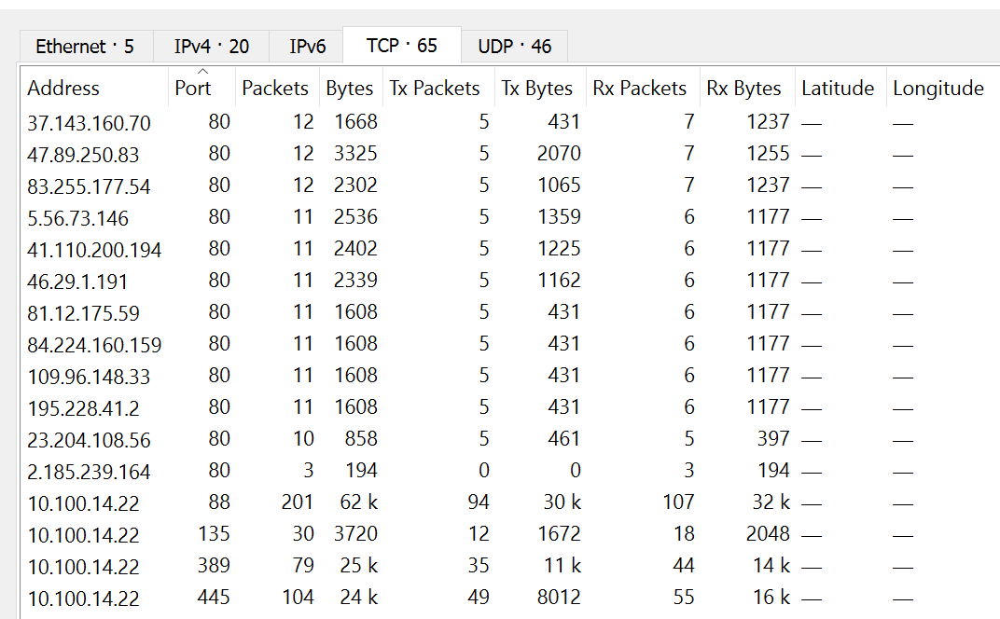 Ethernet · 5 IPv4 · 20 IPv6 TCP · 65 UDP · 46
Address Port Packets Bytes Tx Packets Tx Bytes Rx Packets Rx Bytes Latitude Longitude
37.143.160.70 80 12 1668 5 431 7 1237 — —
47.89.250.83 80 12 3325 5 2070 7 1255 — —
83.255.177.54 80 12 2302 5 1065 7 1237 — —
5.56.73.146 80 11 2536 5 1359 6 1177 — —
41.110.200.194 80 11 2402 5 1225 6 1177 — —
46.29.1.191 80 11 2339 5 1162 6 1177 — —
81.12.175.59 80 11 1608 5 431 6 1177 — —
84.224.160.159 80 11 1608 5 431 6 1177 — —
109.96.148.33 80 11 1608 5 431 6 1177 — —
195.228.41.2 80 11 1608 5 431 6 1177 — —
23.204.108.56 80 10 858 5 461 5 397 — —
2.185.239.164 80 3 194 0 0 3 194 — —
10.100.14.22 88 201 62 k 94 30 k 107 32 k — —
10.100.14.22 135 30 3720 12 1672 18 2048 — —
10.100.14.22 389 79 25 k 35 11 k 44 14 k — —
10.100.14.22 445 104 24 k 49 8012 55 16 k — —